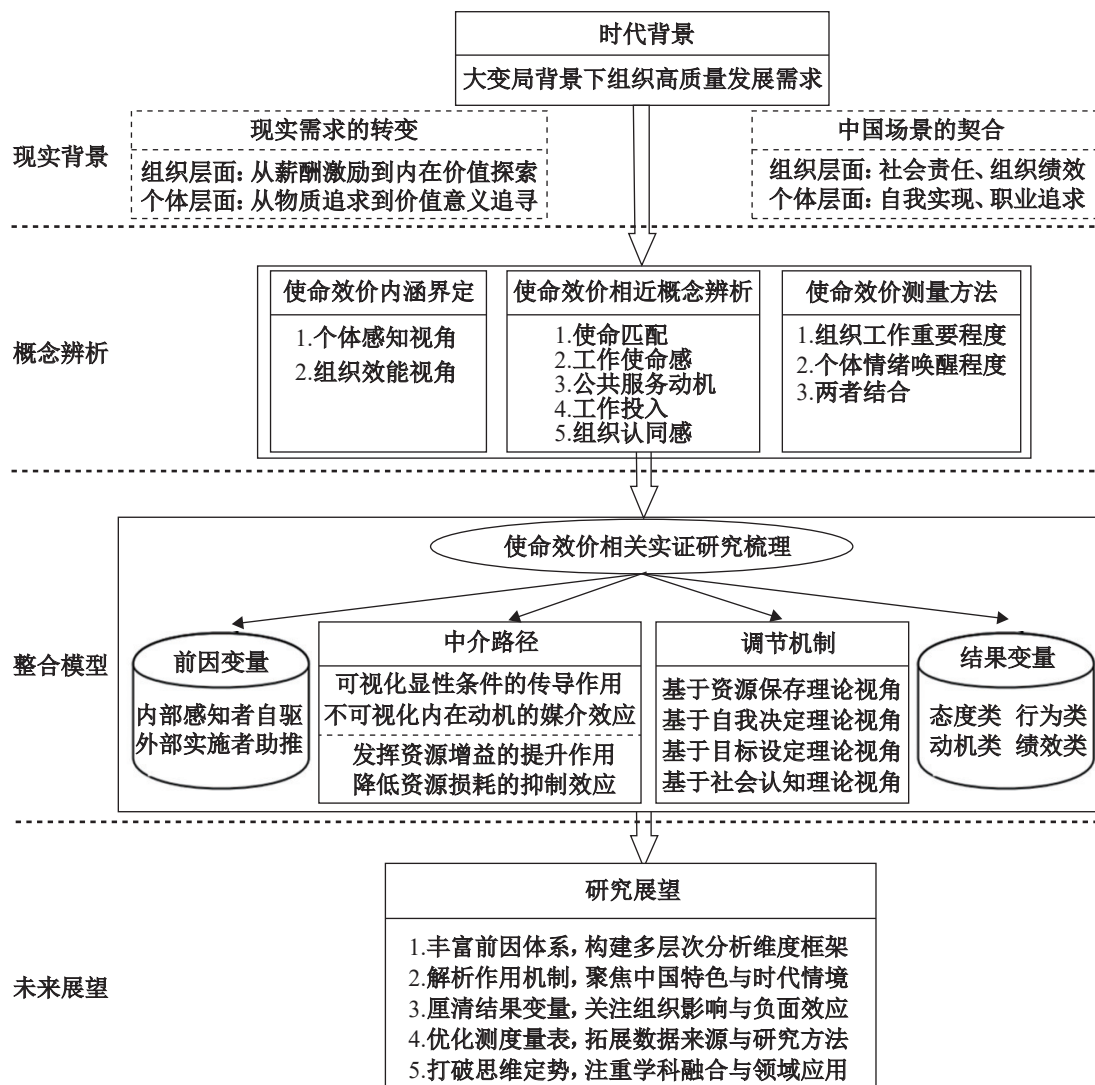 时代背景
大变局背景下组织高质量发展需求
现实背景
现实需求的转变
组织层面：从薪酬激励到内在价值探索
个体层面：从物质追求到价值意义追寻
中国场景的契合
组织层面：社会责任、组织绩效
个体层面：自我实现、职业追求
概念辨析
使命效价内涵界定
1.个体感知视角
2.组织效能视角
使命效价相近概念辨析
1.使命匹配
2.工作使命感
3.公共服务动机
4.工作投入
5.组织认同感
使命效价测量方法
1.组织工作重要程度
2.个体情绪唤醒程度
3.两者结合
整合模型
使命效价相关实证研究梳理
前因变量
内部感知者自驱
外部实施者助推
中介路径
可视化显性条件的传导作用
不可视化内在动机的媒介效应
发挥资源增益的提升作用
降低资源损耗的抑制效应
调节机制
基于资源保存理论视角
基于自我决定理论视角
基于目标设定理论视角
基于社会认知理论视角
结果变量
态度类 行为类
动机类 绩效类
未来展望
研究展望
1.丰富前因体系，构建多层次分析维度框架
2.解析作用机制，聚焦中国特色与时代情境
3.厘清结果变量，关注组织影响与负面效应
4.优化测度量表，拓展数据来源与研究方法
5.打破思维定势，注重学科融合与领域应用